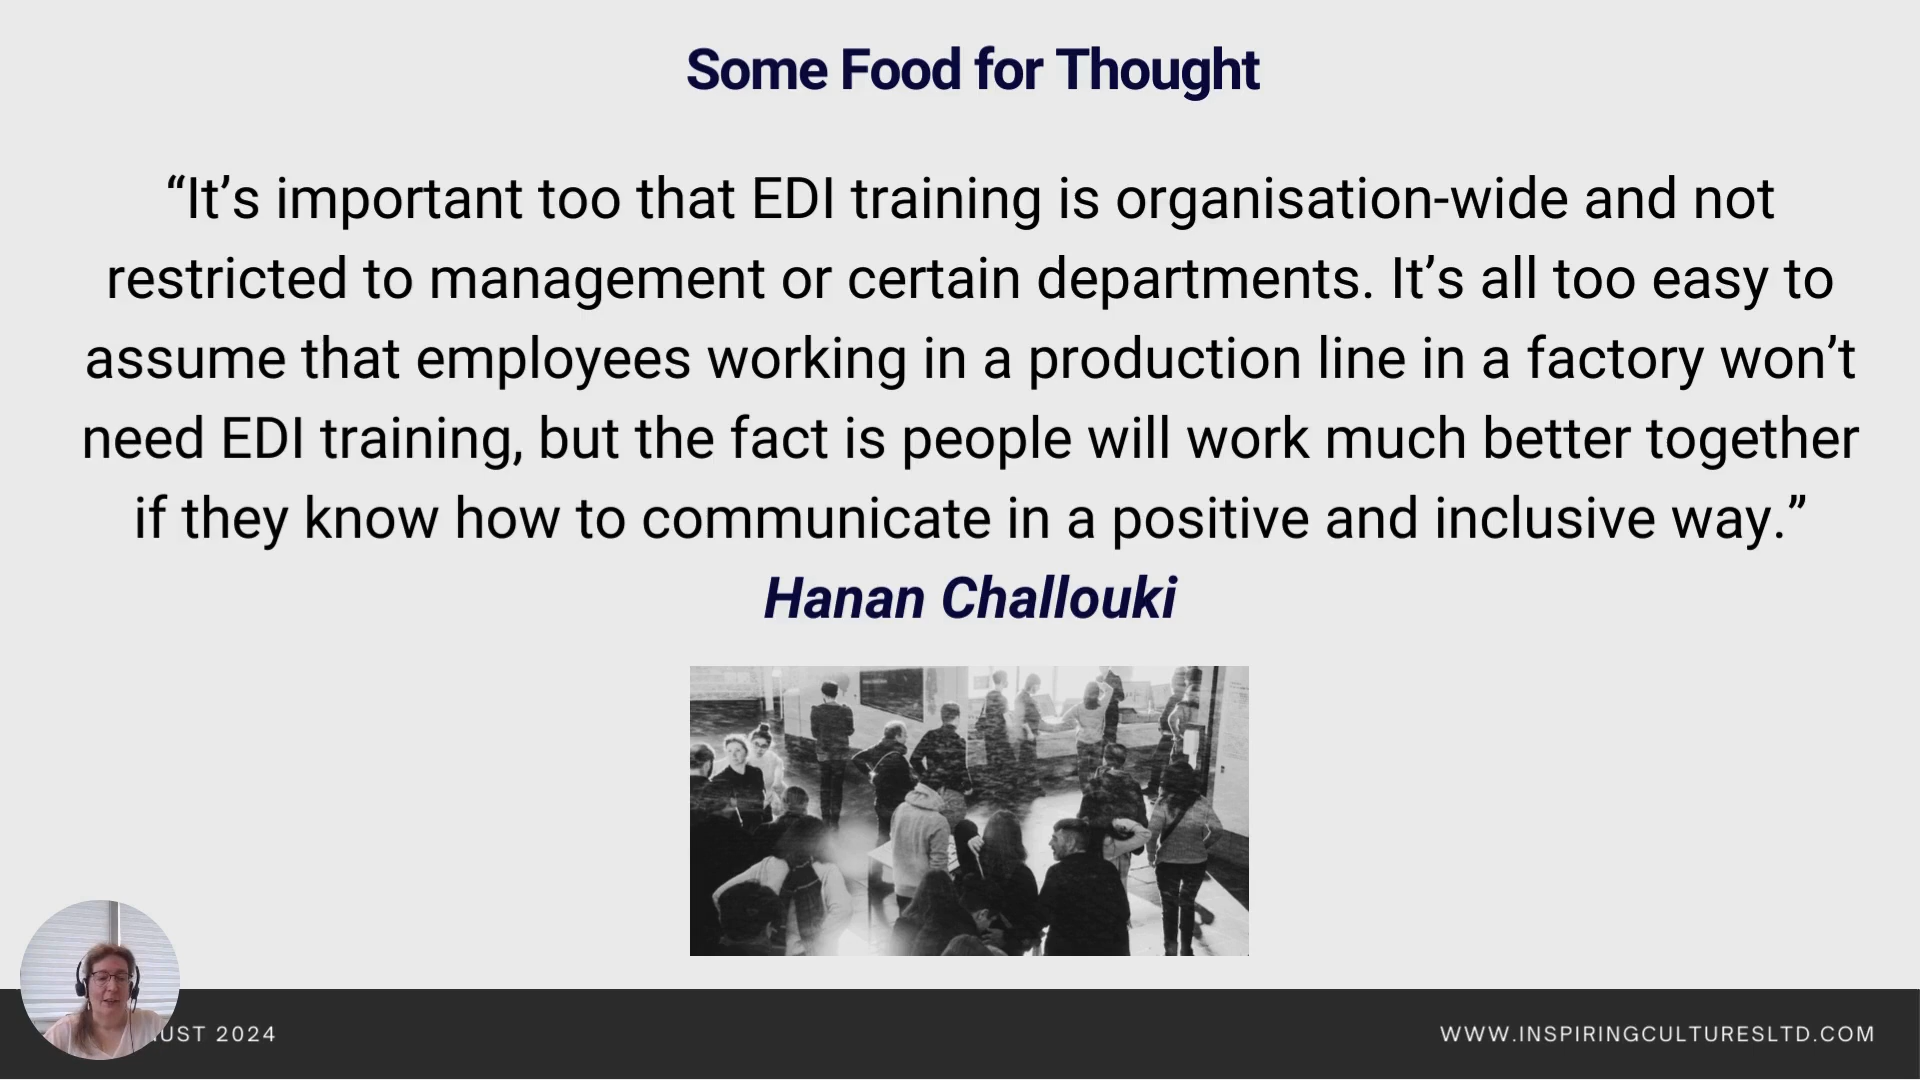 Some Food for Thought
“It’s important too that EDI training is organisation-wide and not
restricted to management or certain departments. It’s all too easy to
assume that employees working in a production line in a factory won’t
need EDI training, but the fact is people will work much better together
if they know how to communicate in a positive and inclusive way.”
Hanan Challouki
2024
WWW.INSPIRINGCULTURESLTD.COM